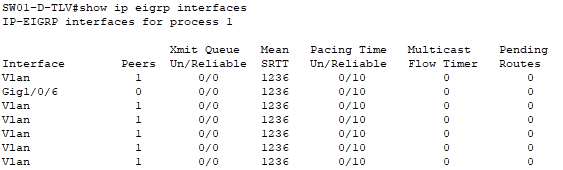 SW01-D-TLV#show ip eigrp interfaces
IP-EIGRP interfaces for process 1
Xmit Queue Mean Pacing Time Multicast Pending
Interface Peers Un/Reliable SRTT Un/Reliable Flow Timer Routes
Vlan 1 0/0 1236 0/10 0 0
Gig1/0/6 0 0/0 1236 0/10 0 0
Vlan 1 0/0 1236 0/10 0 0
Vlan 1 0/0 1236 0/10 0 0
Vlan 1 0/0 1236 0/10 0 0
Vlan 1 0/0 1236 0/10 0 0
Vlan 1 0/0 1236 0/10 0 0